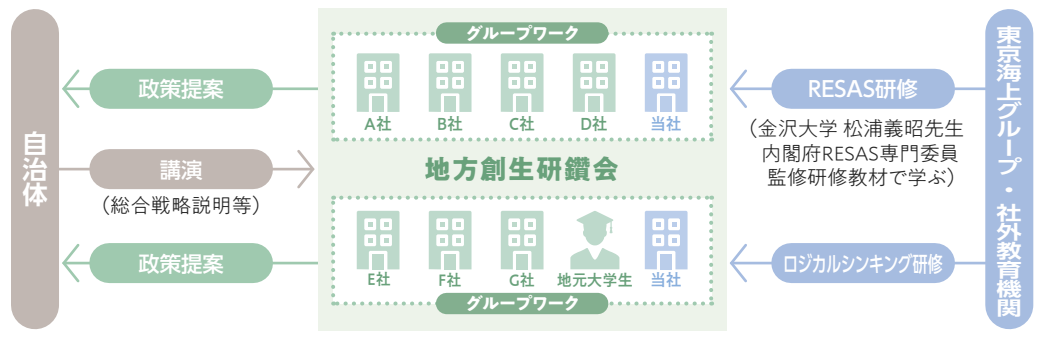 自治体
政策提案
講演
（総合戦略説明等）
政策提案
グループワーク
A社
B社
C社
D社
当社
地方創生研鑽会
E社
F社
G社
地元大学生
当社
グループワーク
RESAS研修
（金沢大学 松浦義昭先生
内閣府RESAS専門委員
監修研修教材で学ぶ）
ロジカルシンキング研修
東京海上グループ・社外教育機関